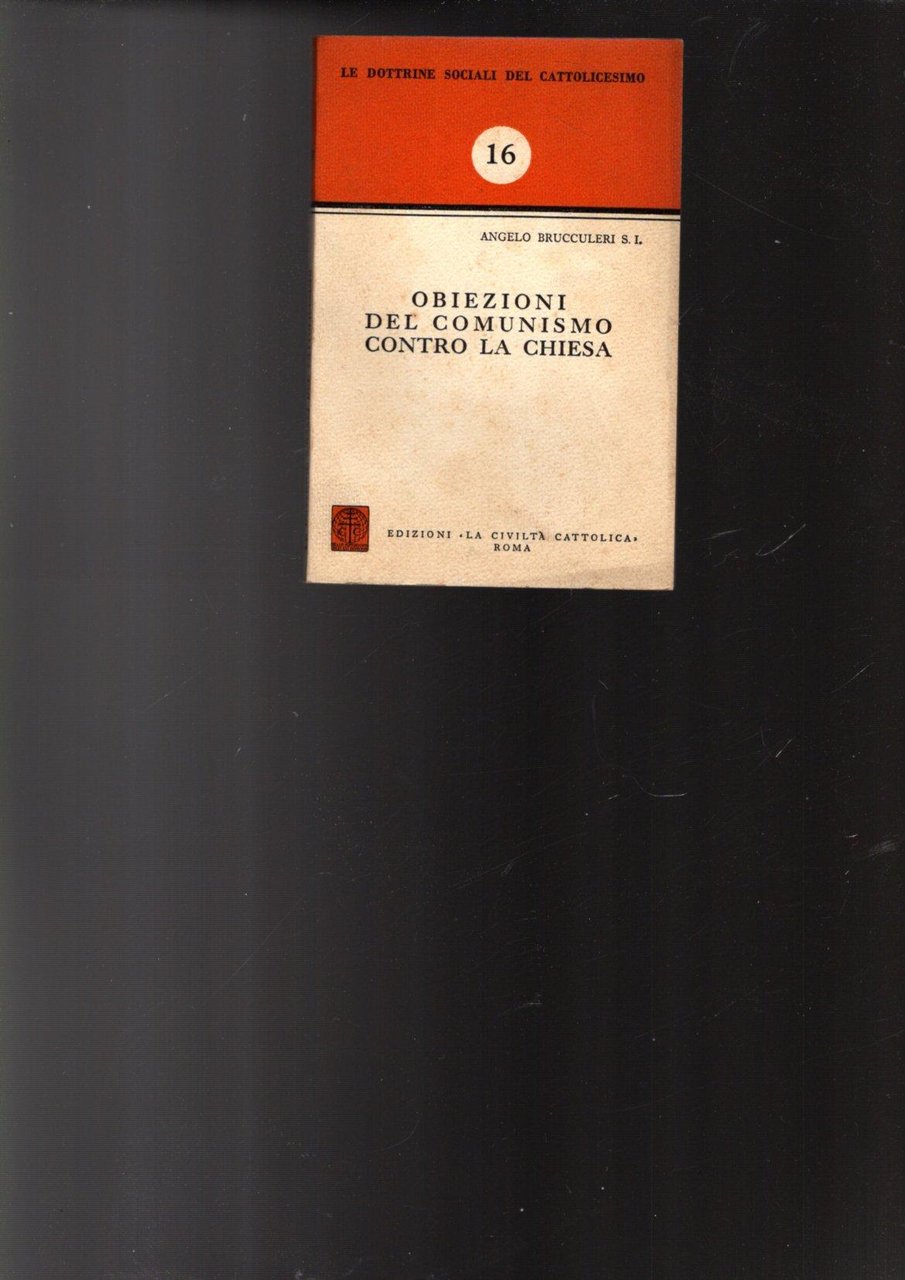 LE DOTTRINE SOCIALI DEL CATTOLICESIMO
16
ANGELO BRUCCULERI S. I.
OBIEZIONI
DEL COMUNISMO
CONTRO LA CHIESA
EDIZIONI «LA CIVILTÀ CATTOLICA»
ROMA